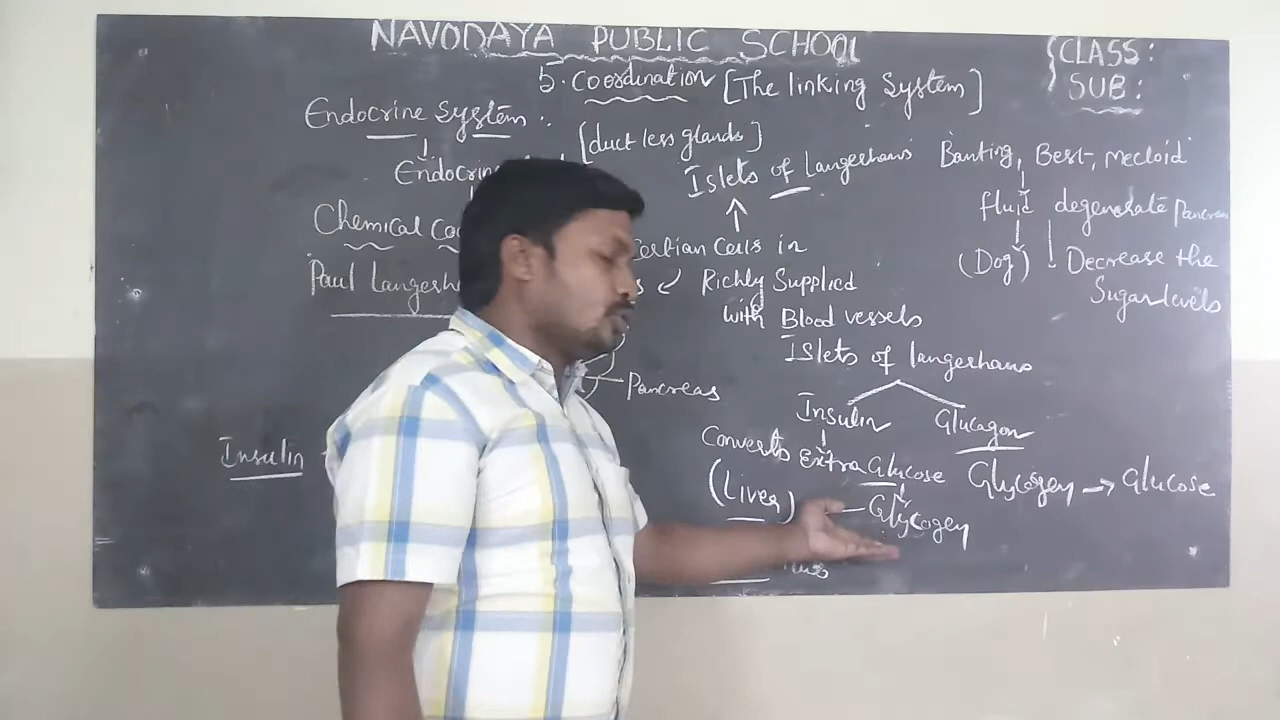 NAVODAYA PUBLIC SCHOOL
CLASS:
SUB:
5. Coordination [The linking System]
Endocrine System :.
[duct less glands]
Endocrin
Chemical Co
Paul Langerh
Islets of Langerhans
Certian Cells in
Richly Supplied
with Blood vessels
Pancreas
Banting, Best, Mecloid
fluid degenerate Pancreas
(Dog)
Decrease the
Sugar levels
Islets of langerhans
Insulin
Glucagon
Converts Extra Glucose
(Liver)
Glycogen
Glycogen → Glucose
Insulin